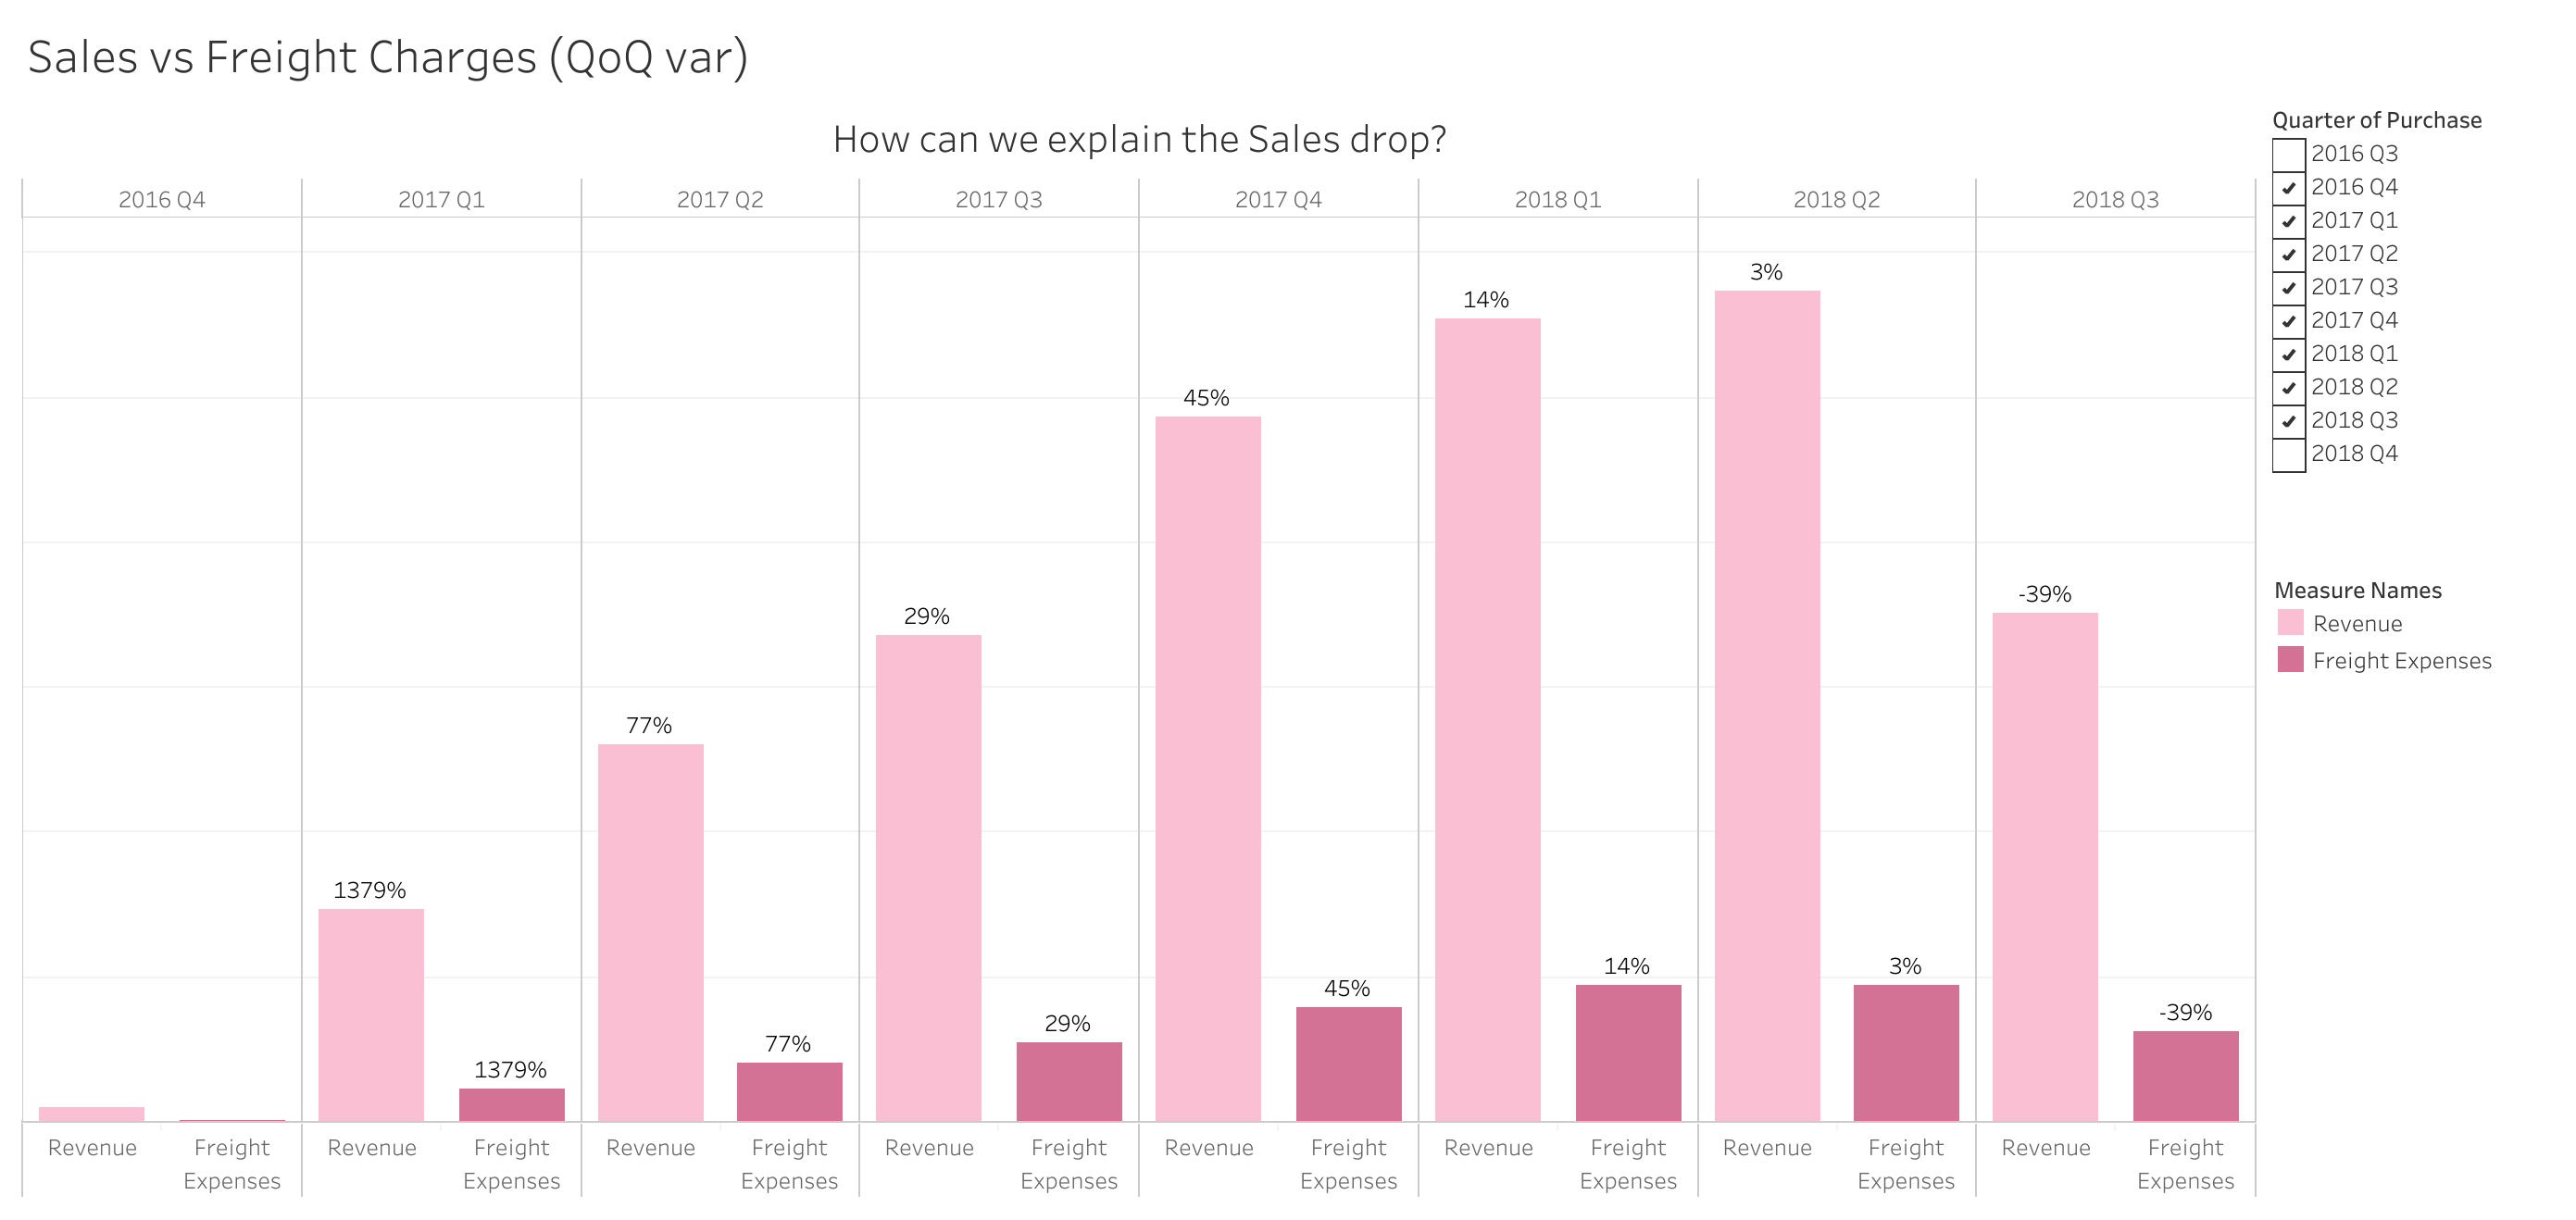 Sales vs Freight Charges (QoQ var)
How can we explain the Sales drop?
2016 Q4 2017 Q1 2017 Q2 2017 Q3 2017 Q4 2018 Q1 2018 Q2 2018 Q3
3%
14%
45%
-39%
29%
77%
1379%
14% 3%
45%
-39%
29%
77%
1379%
Revenue Freight Revenue Freight Revenue Freight Revenue Freight Revenue Freight Revenue Freight Revenue Freight Revenue Freight
Expenses Expenses Expenses Expenses Expenses Expenses Expenses Expenses
Quarter of Purchase
2016 Q3
2016 Q4
2017 Q1
2017 Q2
2017 Q3
2017 Q4
2018 Q1
2018 Q2
2018 Q3
2018 Q4
Measure Names
Revenue
Freight Expenses